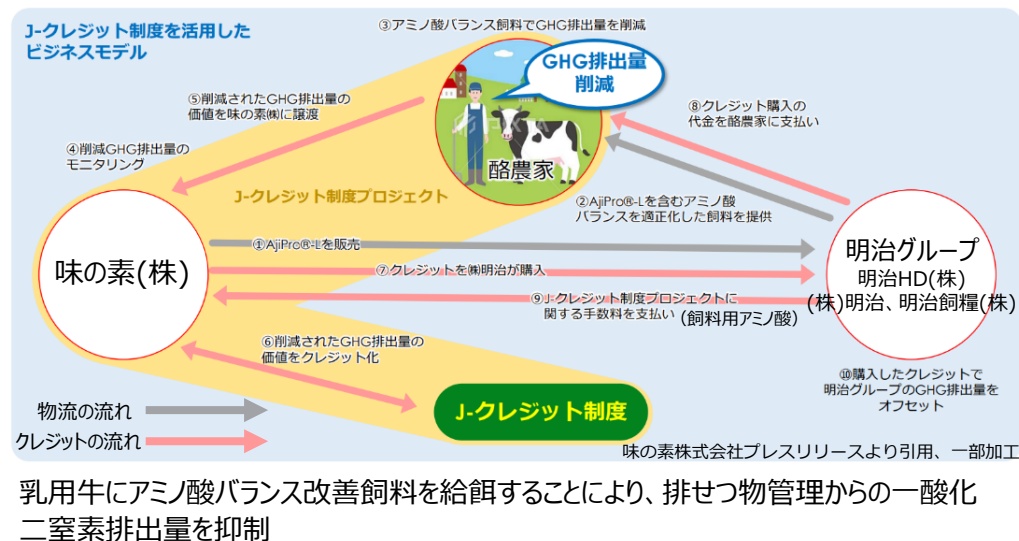 J-クレジット制度を活用した
ビジネスモデル
③アミノ酸バランス飼料でGHG排出量を削減
GHG排出量
削減
⑤削減されたGHG排出量の
価値を味の素㈱に譲渡
⑧クレジット購入の
代金を酪農家に支払い
④削減GHG排出量の
モニタリング
酪農家
J-クレジット制度プロジェクト
②AjiPro®-Lを含むアミノ酸
バランスを適正化した飼料を提供
①AjiPro®-Lを販売
味の素(株)
⑦クレジットを㈱明治が購入
明治グループ
明治HD(株)
(株)明治、明治飼糧(株)
⑨J-クレジット制度プロジェクトに
関する手数料を支払い
(飼料用アミノ酸)
⑥削減されたGHG排出量の
価値をクレジット化
⑩購入したクレジットで
明治グループのGHG排出量を
オフセット
J-クレジット制度
物流の流れ
クレジットの流れ
味の素株式会社プレスリリースより引用、一部加工
乳用牛にアミノ酸バランス改善飼料を給餌することにより、排せつ物管理からの一酸化
二窒素排出量を抑制